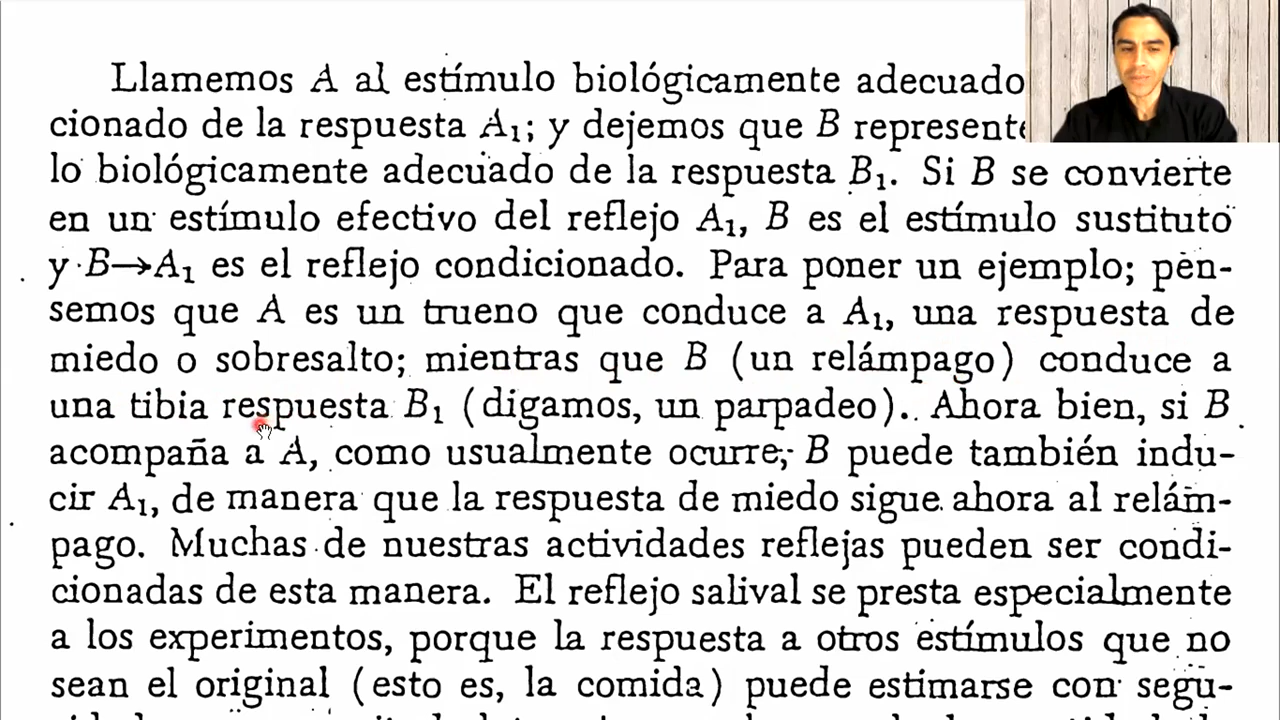 Llamemos A al estímulo biológicamente adecuado
cionado de la respuesta A₁; y dejemos que B represente
lo biológicamente adecuado de la respuesta B₁. Si B se convierte
en un estímulo efectivo del reflejo A₁, B es el estímulo sustituto
y B→A₁ es el reflejo condicionado. Para poner un ejemplo; pen-
semos que A es un trueno que conduce a A₁, una respuesta de
miedo o sobresalto; mientras que B (un relámpago) conduce a
una tibia respuesta B₁ (digamos, un parpadeo). Ahora bien, si B
acompaña a A, como usualmente ocurre, B puede también indu-
cir A₁, de manera que la respuesta de miedo sigue ahora al relám-
pago. Muchas de nuestras actividades reflejas pueden ser condi-
cionadas de esta manera. El reflejo salival se presta especialmente
a los experimentos, porque la respuesta a otros estímulos que no
sean el original (esto es, la comida) puede estimarse con segu-